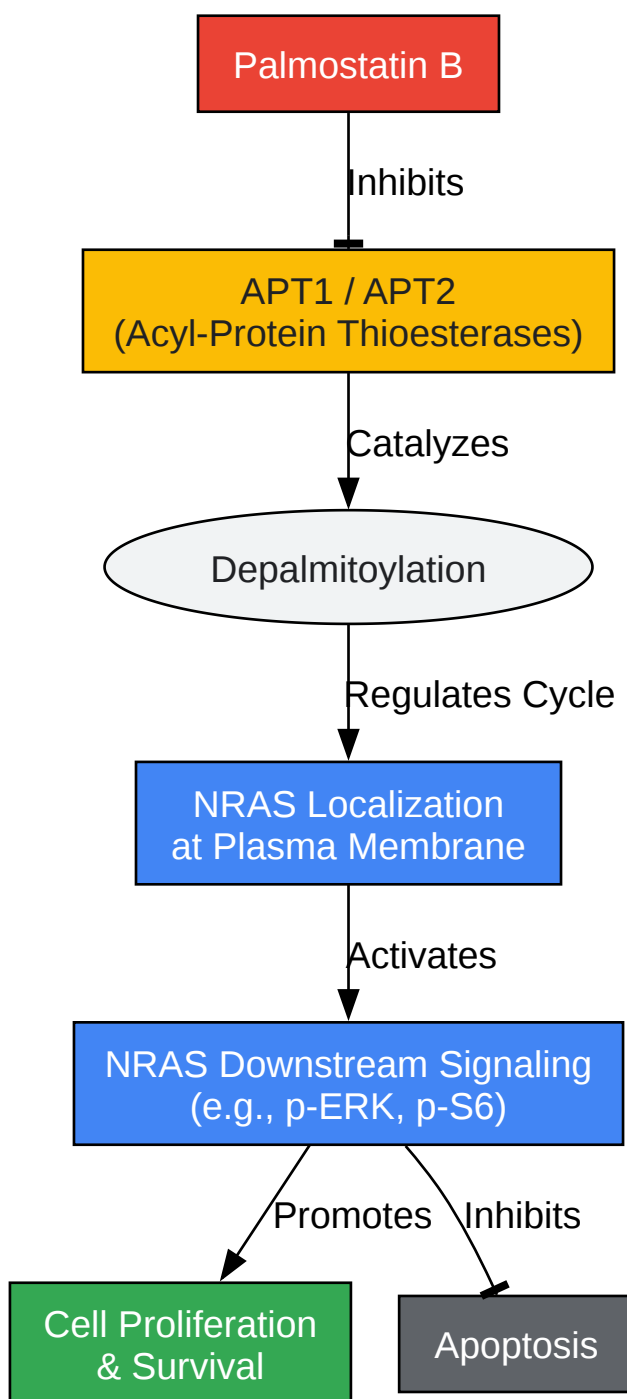 Palmostatin B
Inhibits
APT1 / APT2
(Acyl-Protein Thioesterases)
Catalyzes
Depalmitoylation
Regulates Cycle
NRAS Localization
at Plasma Membrane
Activates
NRAS Downstream Signaling
(e.g., p-ERK, p-S6)
Promotes
Inhibits
Cell Proliferation
& Survival
Apoptosis